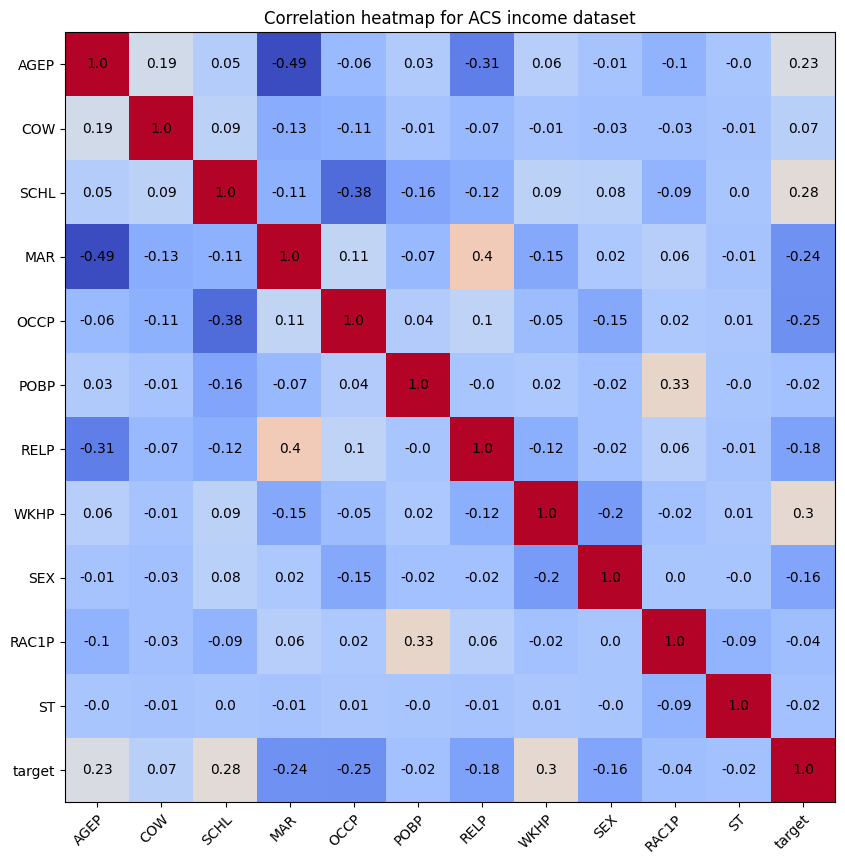 Correlation heatmap for ACS income dataset
AGEP 1.0 0.19 0.05 -0.49 -0.06 0.03 -0.31 0.06 -0.01 -0.1 -0.0 0.23
COW 0.19 1.0 0.09 -0.13 -0.11 -0.01 -0.07 -0.01 -0.03 -0.03 -0.01 0.07
SCHL 0.05 0.09 1.0 -0.11 -0.38 -0.16 -0.12 0.09 0.08 -0.09 0.0 0.28
MAR -0.49 -0.13 -0.11 1.0 0.11 -0.07 0.4 -0.15 0.02 0.06 -0.01 -0.24
OCCP -0.06 -0.11 -0.38 0.11 1.0 0.04 0.1 -0.05 -0.15 0.02 0.01 -0.25
POBP 0.03 -0.01 -0.16 -0.07 0.04 1.0 -0.0 0.02 -0.02 0.33 -0.0 -0.02
RELP -0.31 -0.07 -0.12 0.4 0.1 -0.0 1.0 -0.12 -0.02 0.06 -0.01 -0.18
WKHP 0.06 -0.01 0.09 -0.15 -0.05 0.02 -0.12 1.0 -0.2 -0.02 0.01 0.3
SEX -0.01 -0.03 0.08 0.02 -0.15 -0.02 -0.02 -0.2 1.0 0.0 -0.0 -0.16
RAC1P -0.1 -0.03 -0.09 0.06 0.02 0.33 0.06 -0.02 0.0 1.0 -0.09 -0.04
ST -0.0 -0.01 0.0 -0.01 0.01 -0.0 -0.01 0.01 -0.0 -0.09 1.0 -0.02
target 0.23 0.07 0.28 -0.24 -0.25 -0.02 -0.18 0.3 -0.16 -0.04 -0.02 1.0
AGEP COW SCHL MAR OCCP POBP RELP WKHP SEX RAC1P ST target